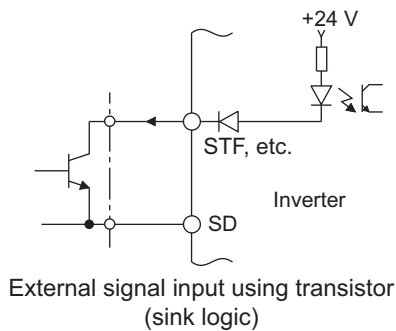 +24 V
STF, etc.
Inverter
SD
External signal input using transistor
(sink logic)